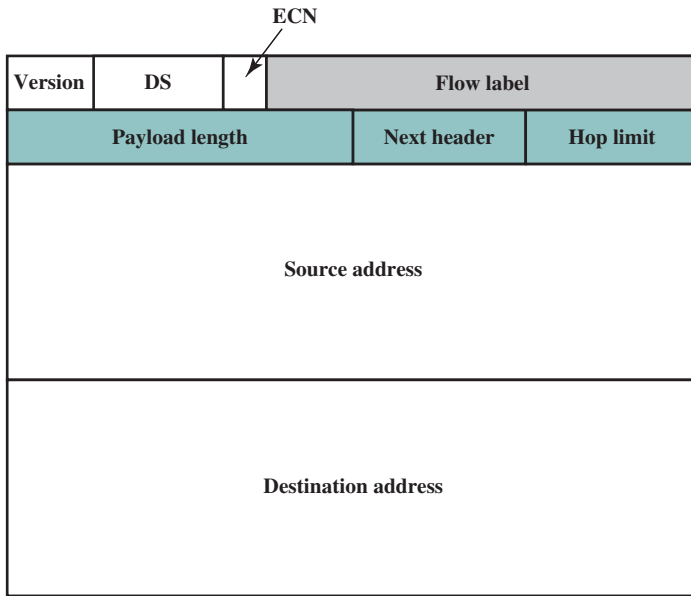 ECN
Version DS Flow label
Payload length Next header Hop limit
Source address
Destination address